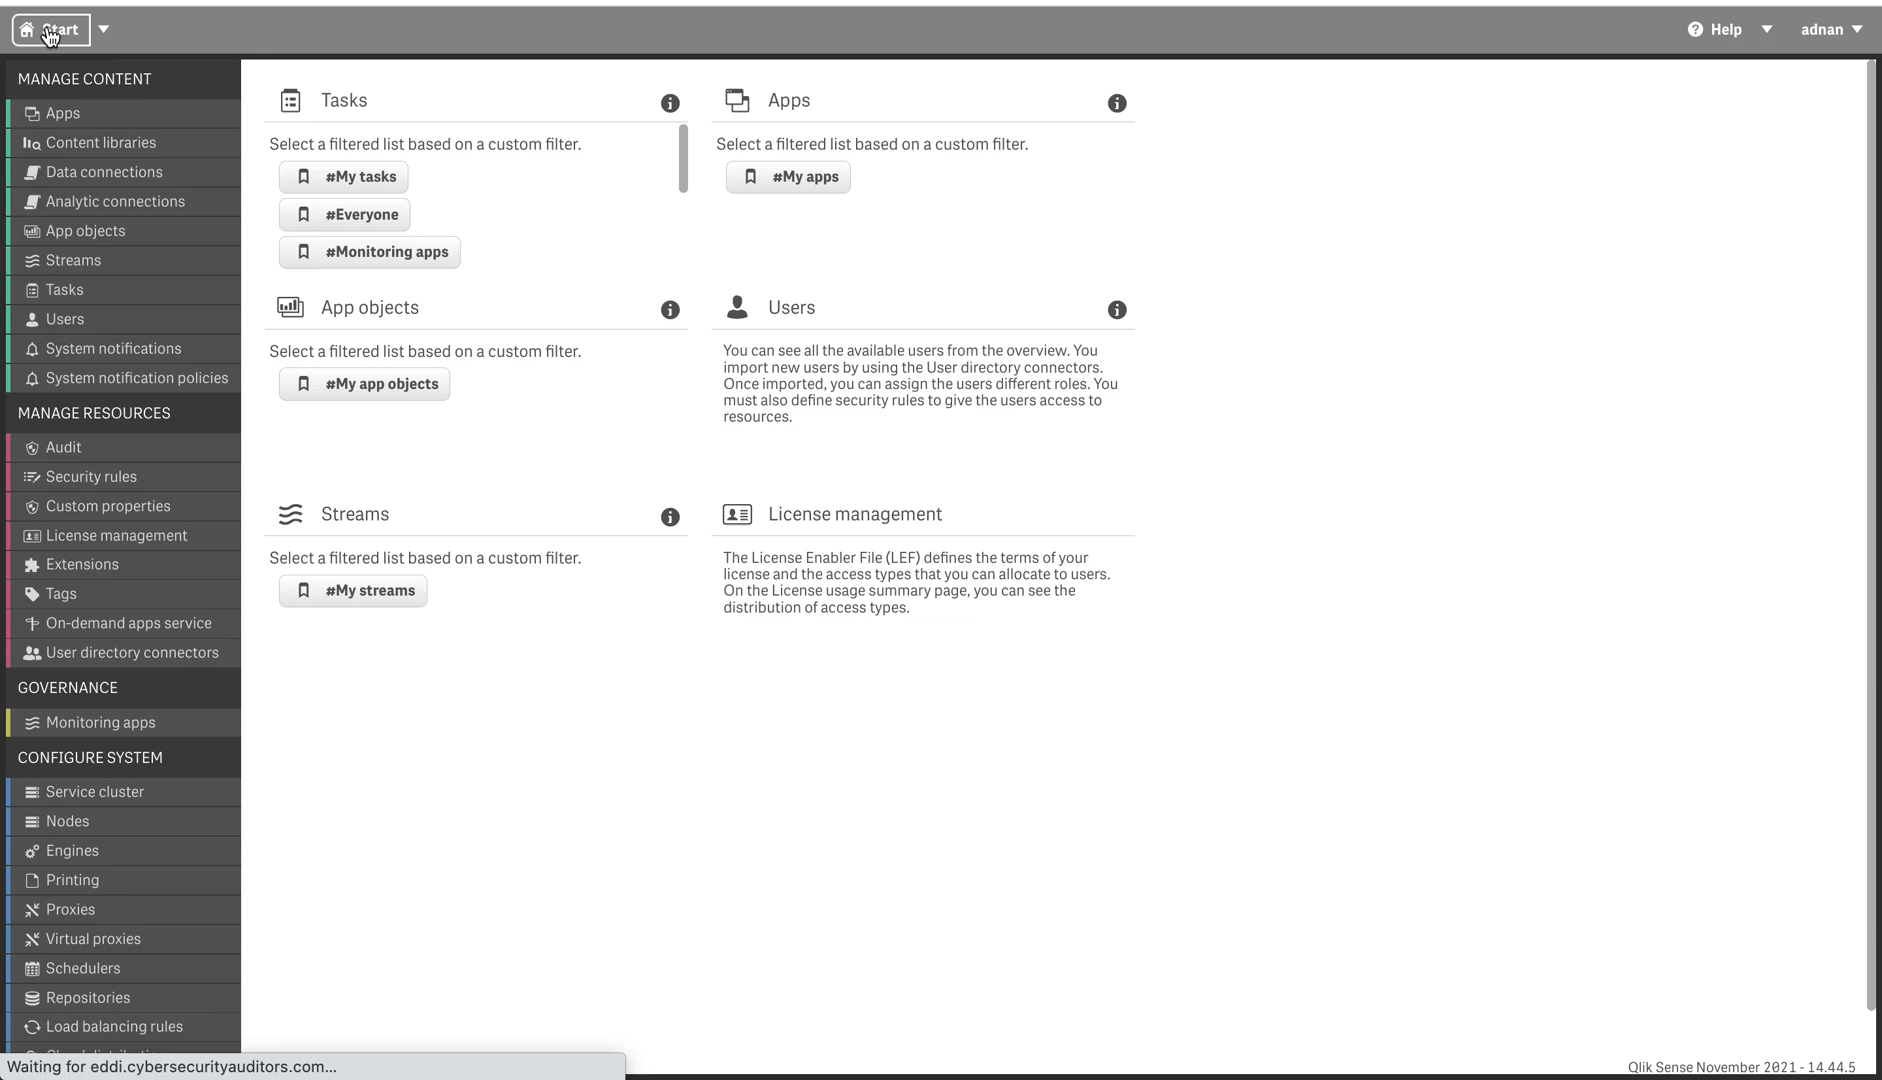 Start
Help
adnan
MANAGE CONTENT
Apps
Content libraries
Data connections
Analytic connections
App objects
Streams
Tasks
Users
System notifications
System notification policies
MANAGE RESOURCES
Audit
Security rules
Custom properties
License management
Extensions
Tags
On-demand apps service
User directory connectors
GOVERNANCE
Monitoring apps
CONFIGURE SYSTEM
Service cluster
Nodes
Engines
Printing
Proxies
Virtual proxies
Schedulers
Repositories
Load balancing rules
Tasks
Select a filtered list based on a custom filter.
#My tasks
#Everyone
#Monitoring apps
Apps
Select a filtered list based on a custom filter.
#My apps
App objects
Select a filtered list based on a custom filter.
#My app objects
Users
You can see all the available users from the overview. You
import new users by using the User directory connectors.
Once imported, you can assign the users different roles. You
must also define security rules to give the users access to
resources.
Streams
Select a filtered list based on a custom filter.
#My streams
License management
The License Enabler File (LEF) defines the terms of your
license and the access types that you can allocate to users.
On the License usage summary page, you can see the
distribution of access types.
Waiting for eddi.cybersecurityauditors.com...
Qlik Sense November 2021 - 14.44.5